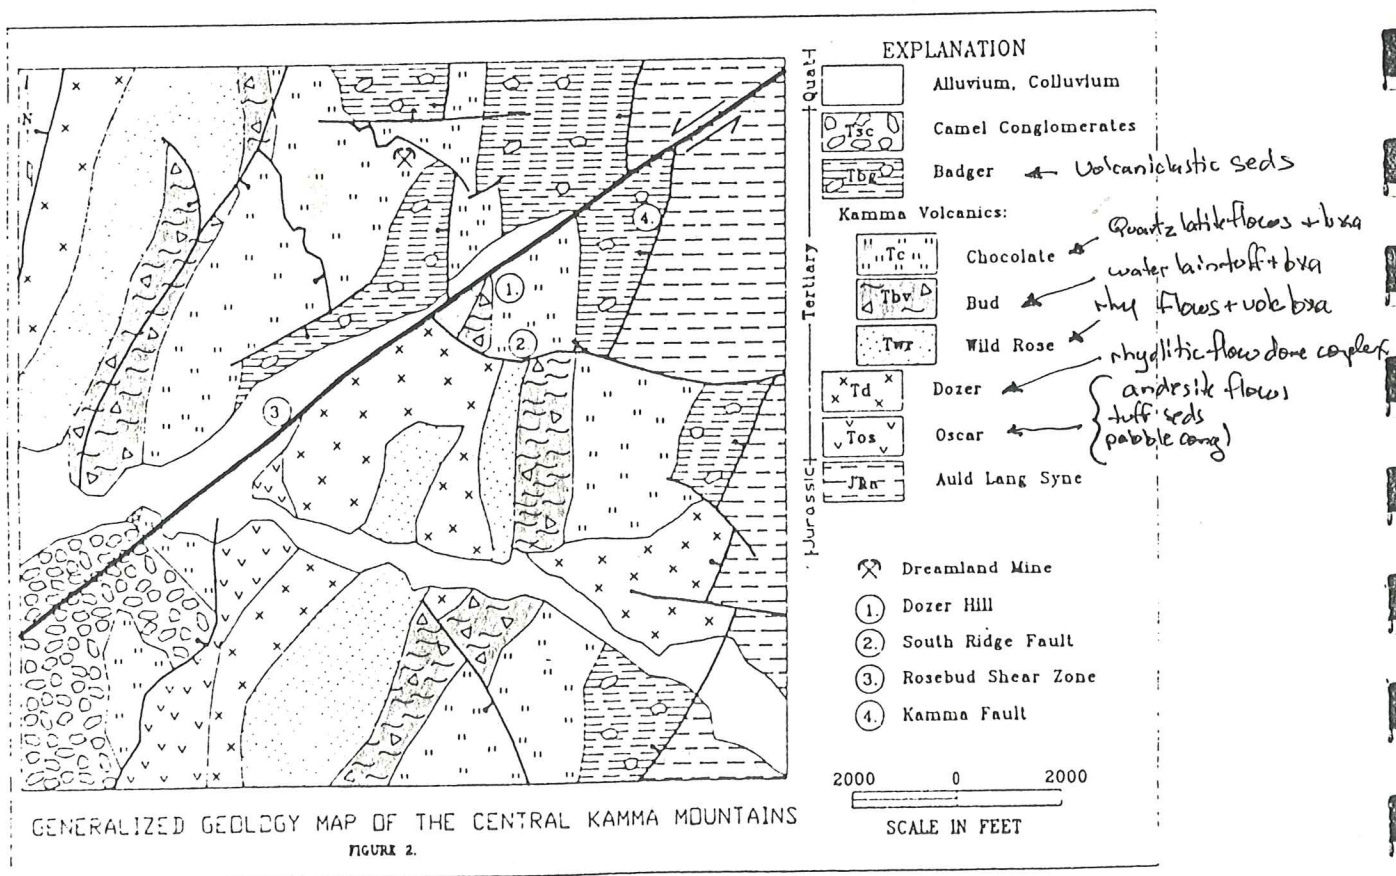 N
1.
2.
3
4.
GENERALIZED GEOLOGY MAP OF THE CENTRAL KAMMA MOUNTAINS
FIGURE 2.
EXPLANATION
Quat.
Tertiary
Jurassic
Alluvium, Colluvium
Tsc Camel Conglomerates
Tbg Badger
Volcaniclastic seds
Kamma Volcanics:
Tc Chocolate
Quartz latite flows + bxa
Tbv Bud
water lain tuff + bxa
Twr Wild Rose
rhy flows + volc bxa
Td Dozer
rhyolitic flow dome complex
Tos Oscar
andesite flows
tuff seds
pabble congl
Auld Lang Syne
Dreamland Mine
1. Dozer Hill
2. South Ridge Fault
3. Rosebud Shear Zone
4. Kamma Fault
2000 0 2000
SCALE IN FEET